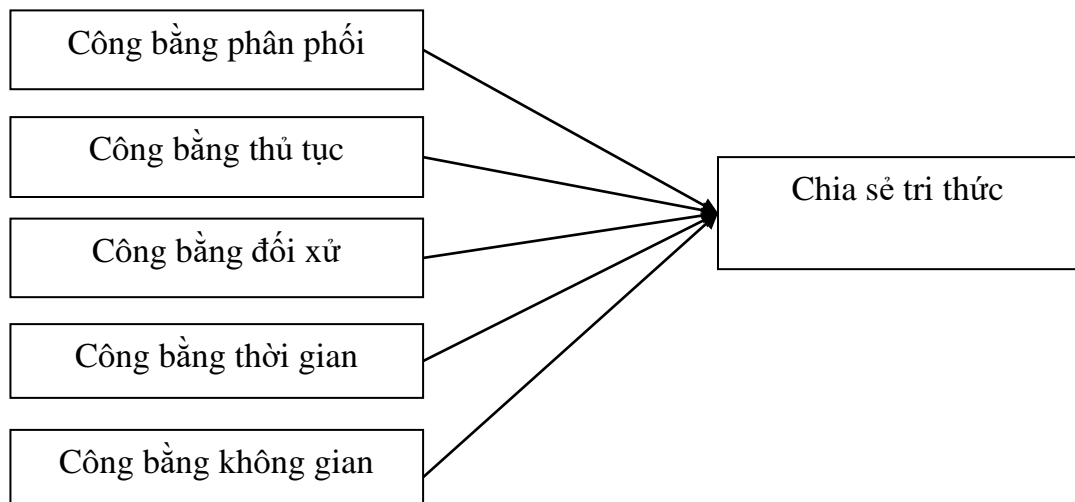 Công bằng phân phối
Công bằng thủ tục
Công bằng đối xử
Công bằng thời gian
Công bằng không gian
Chia sẻ tri thức